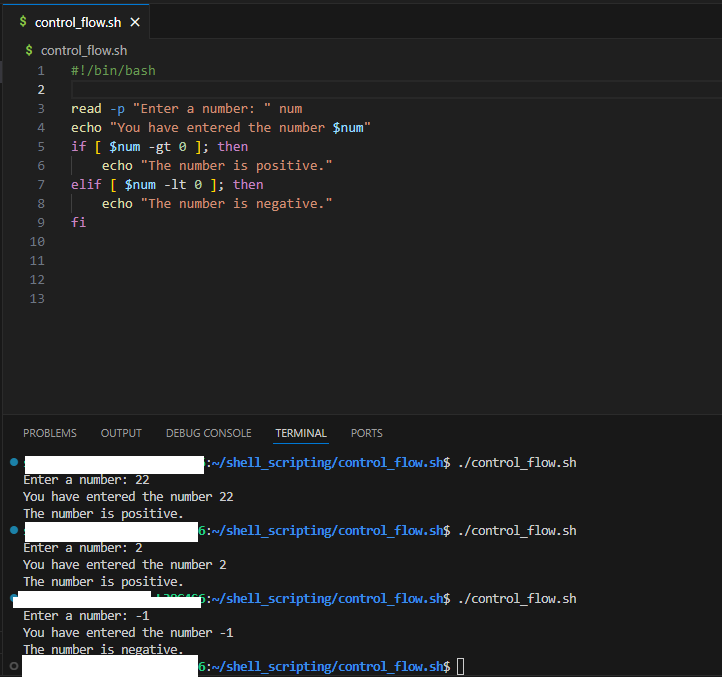 $ control_flow.sh
$ control_flow.sh
1 #!/bin/bash
2
3 read -p "Enter a number: " num
4 echo "You have entered the number $num"
5 if [ $num -gt 0 ]; then
6 echo "The number is positive."
7 elif [ $num -lt 0 ]; then
8 echo "The number is negative."
9 fi
10
11
12
13
PROBLEMS OUTPUT DEBUG CONSOLE TERMINAL PORTS
:~/shell_scripting/control_flow.sh$ ./control_flow.sh
Enter a number: 22
You have entered the number 22
The number is positive.
6:~/shell_scripting/control_flow.sh$ ./control_flow.sh
Enter a number: 2
You have entered the number 2
The number is positive.
:~/shell_scripting/control_flow.sh$ ./control_flow.sh
Enter a number: -1
You have entered the number -1
The number is negative.
6:~/shell_scripting/control_flow.sh$